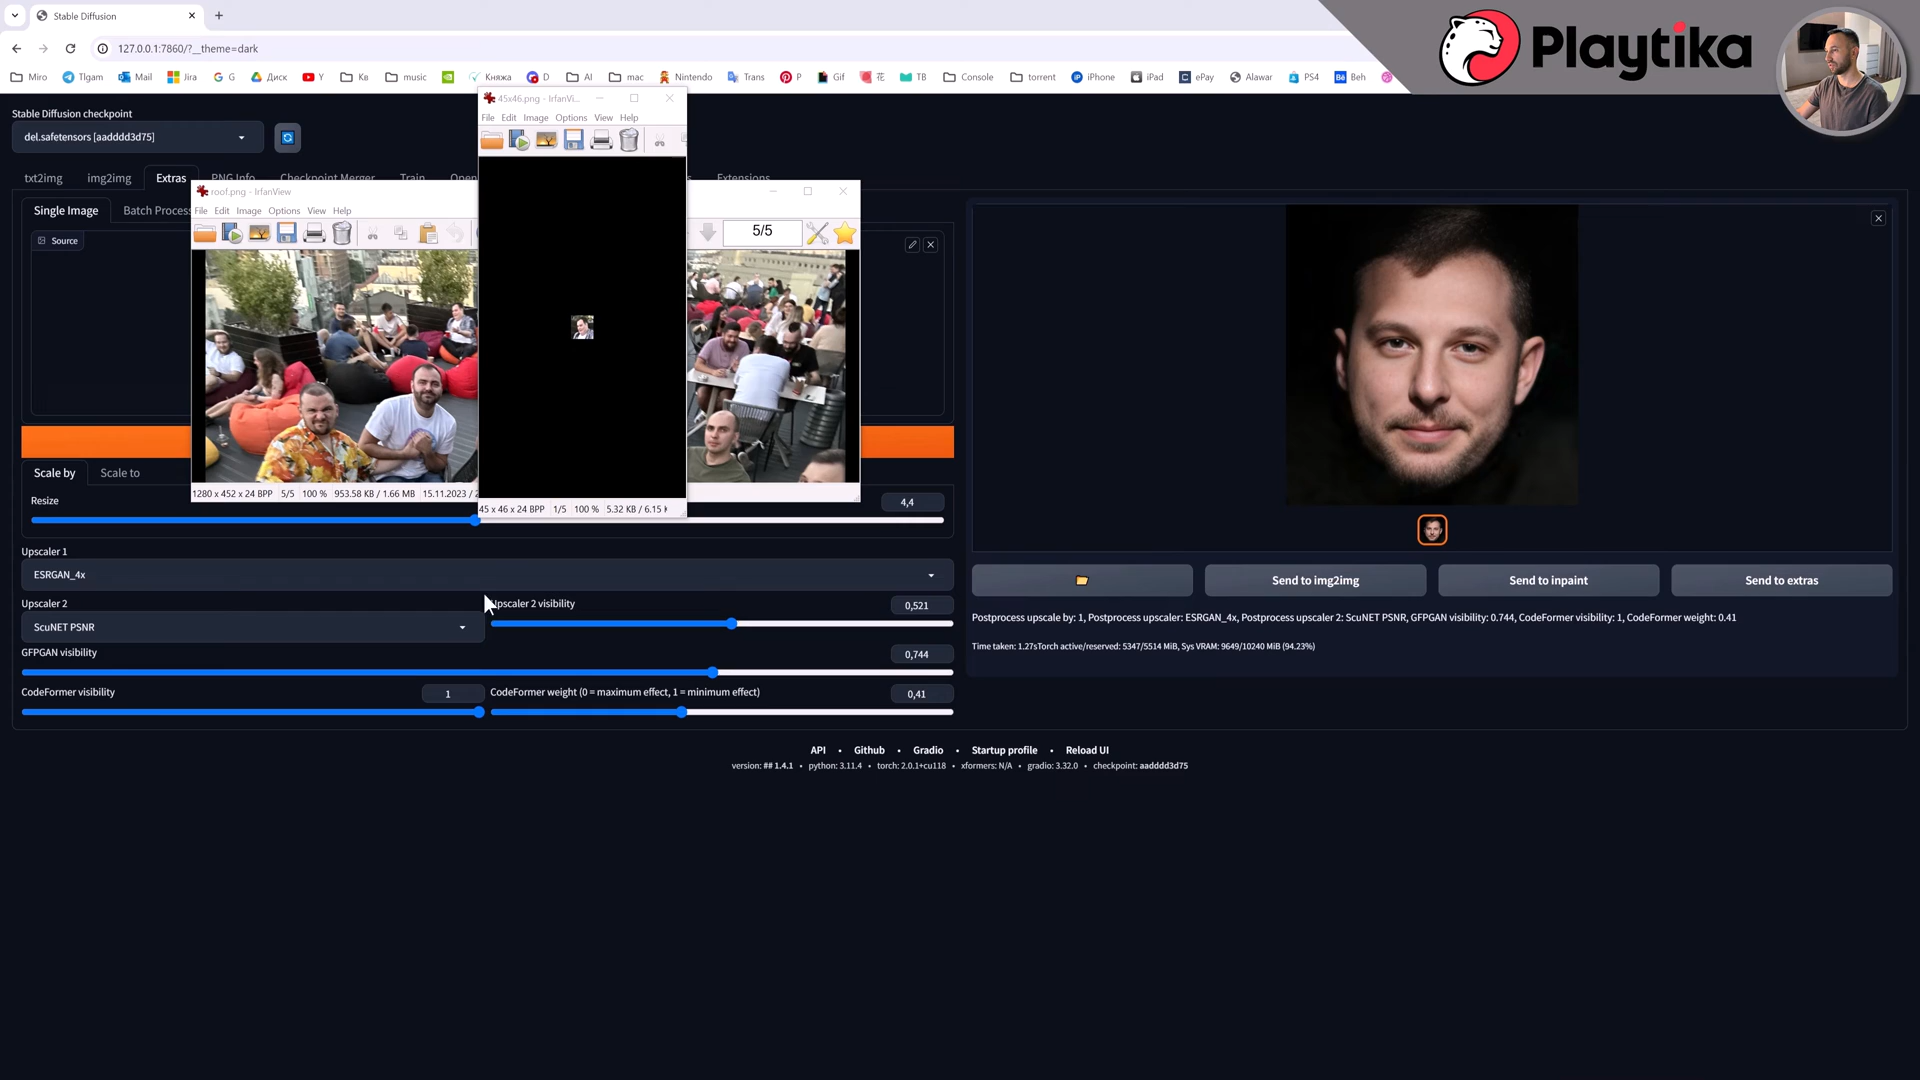 Stable Diffusion
127.0.0.1:7860/?__theme=dark
Miro
Tlgam
Mail
Jira
G
Диск
Y
Кв
music
Княжа
D
AI
mac
Nintendo
Trans
P
Gif
花
TB
Console
torrent
iPhone
iPad
ePay
Alawar
PS4
Beh
Playtika
Stable Diffusion checkpoint
del.safetensors [aadddd3d75]
45x46.png - IrfanVi...
File Edit Image Options View Help
txt2img
img2img
Extras
PNG Info
Checkpoint Merger
Train
Extensions
roof.png - IrfanView
File Edit Image Options View Help
Single Image
5/5
Source
1280 x 452 x 24 BPP 5/5 100 % 953.58 KB / 1.66 MB
45 x 46 x 24 BPP 1/5 100 %
Scale by
Scale to
Resize
4,4
Upscaler 1
ESRGAN_4x
Upscaler 2
ScuNET PSNR
Upscaler 2 visibility
0,521
GFPGAN visibility
0,744
CodeFormer visibility
1
CodeFormer weight (0 = maximum effect, 1 = minimum effect)
0,41
Send to img2img
Send to inpaint
Send to extras
Postprocess upscale by: 1, Postprocess upscaler: ESRGAN_4x, Postprocess upscaler 2: ScuNET PSNR, GFPGAN visibility: 0.744, CodeFormer visibility: 1, CodeFormer weight: 0.41
Time taken: 1.27sTorch active/reserved: 5347/5514 MiB, Sys VRAM: 9649/10240 MiB (94.23%)
API • Github • Gradio • Startup profile • Reload UI
version: ## 1.4.1 • python: 3.11.4 • torch: 2.0.1+cu118 • xformers: N/A • gradio: 3.32.0 • checkpoint: aadddd3d75